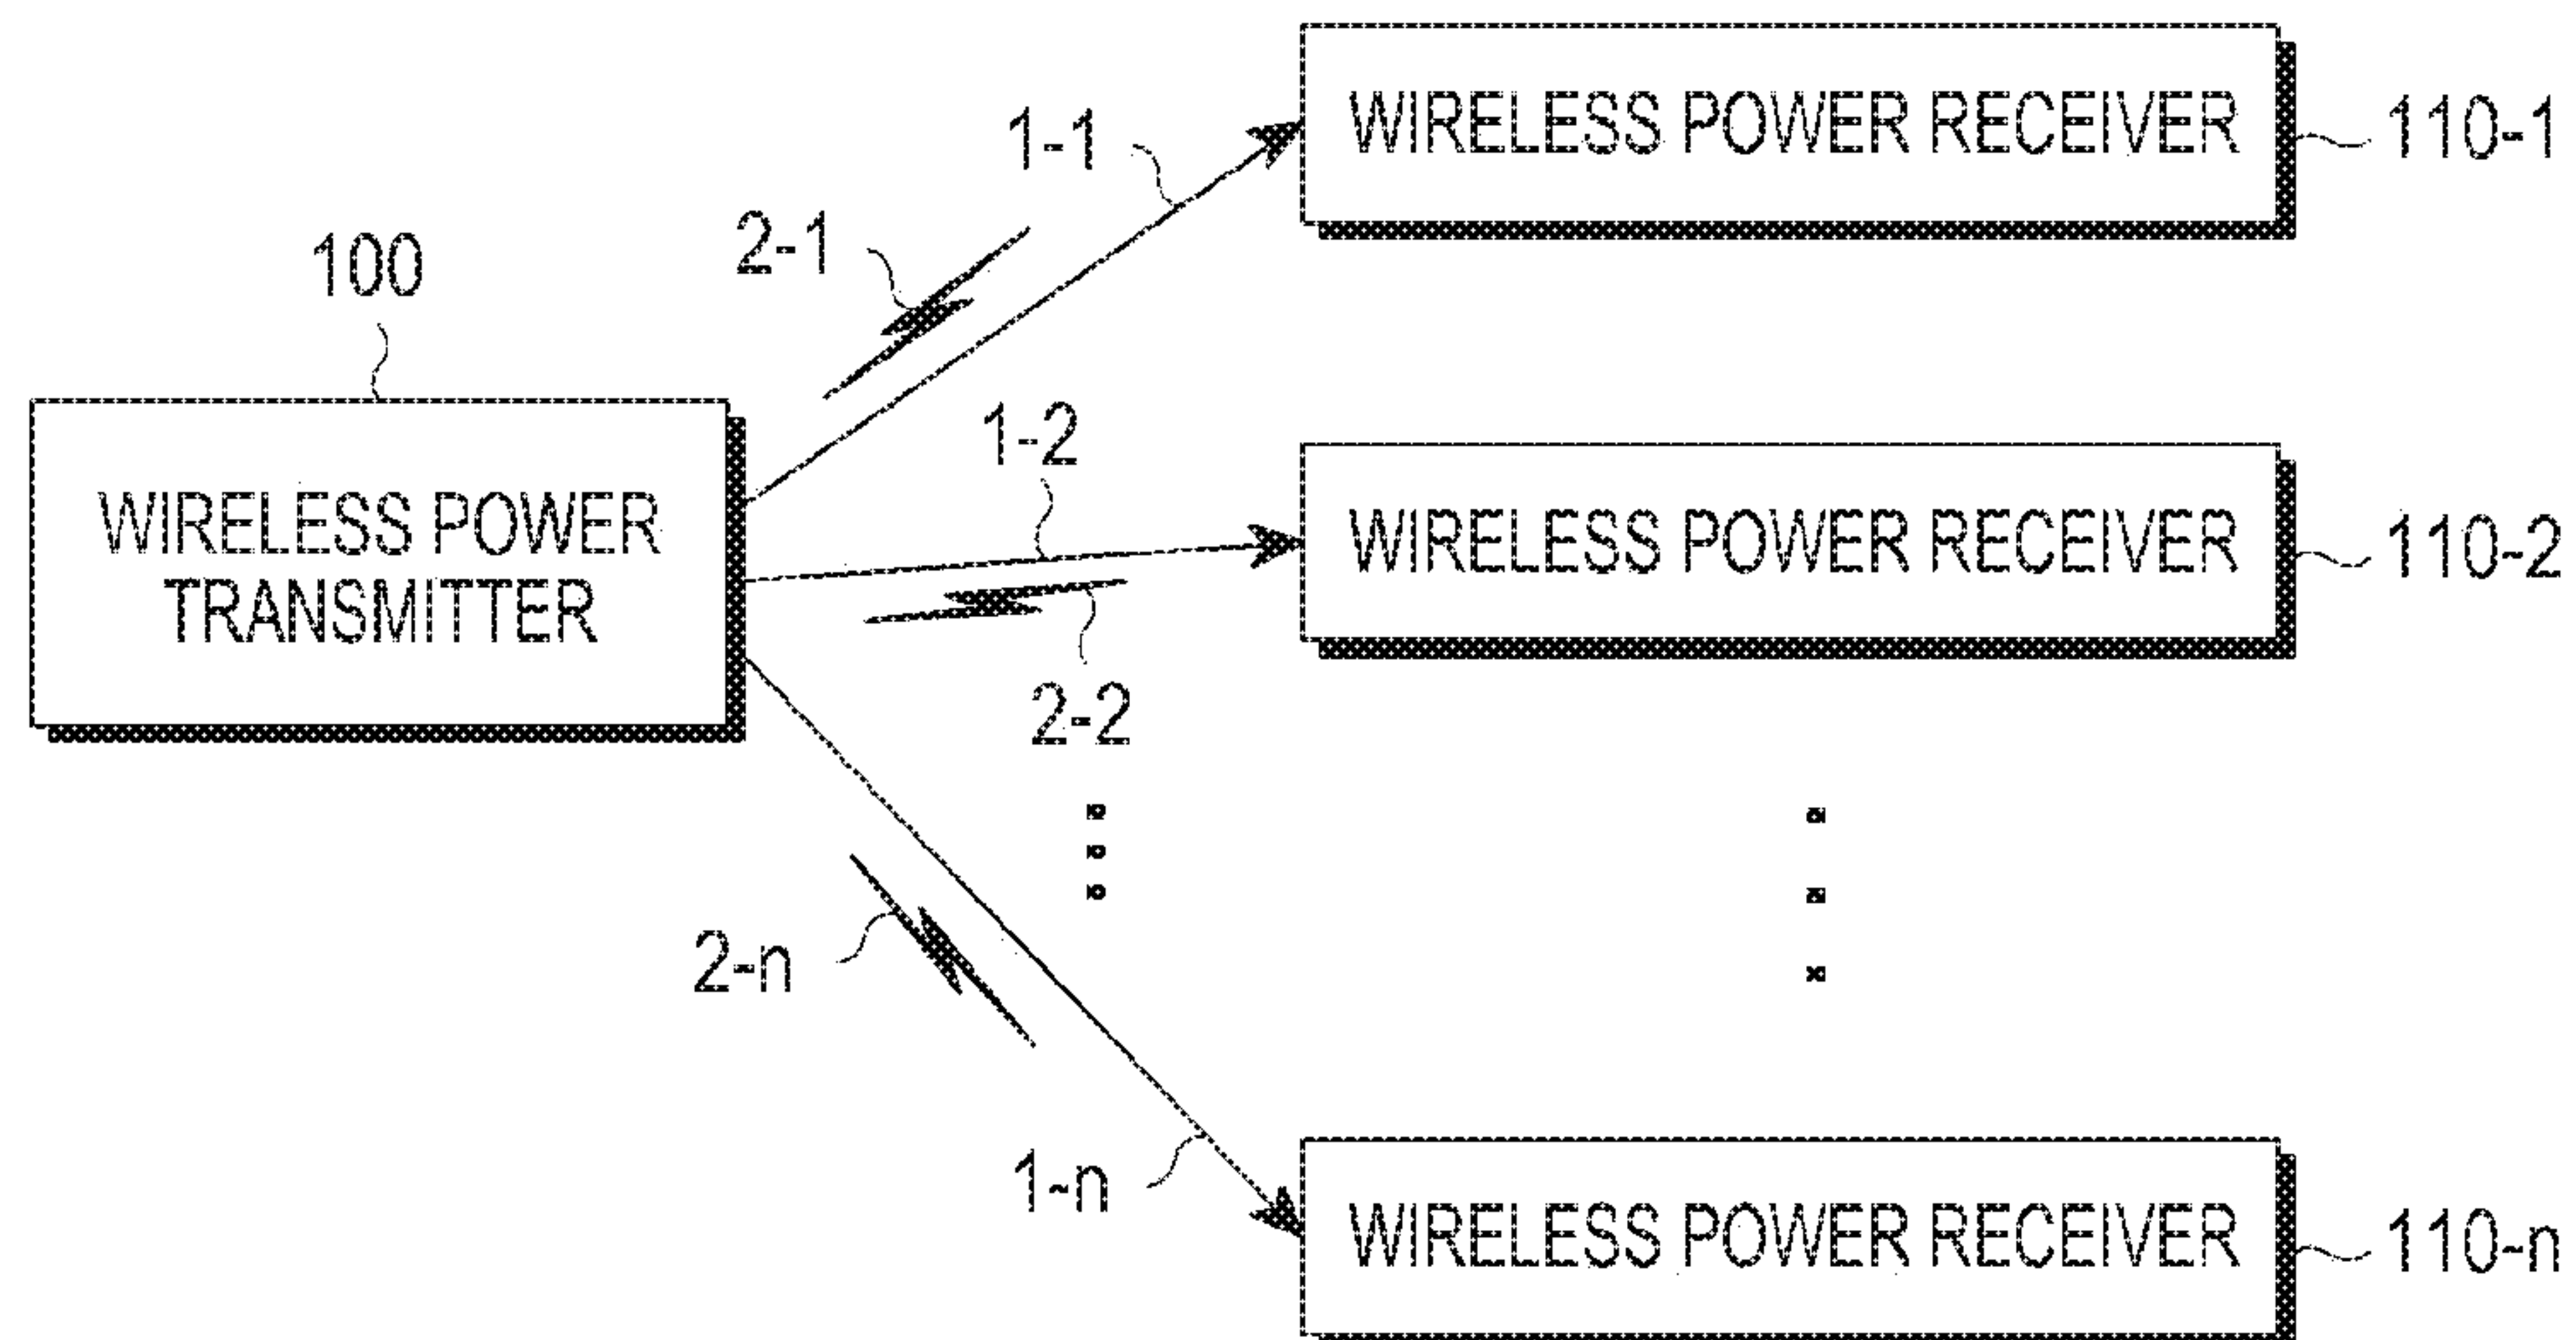 WIRELESS POWER RECEIVER
110-1
1-1
2-1
100
1-2
WIRELESS POWER
TRANSMITTER
WIRELESS POWER RECEIVER
110-2
2-2
2-n
1-n
WIRELESS POWER RECEIVER
110-n